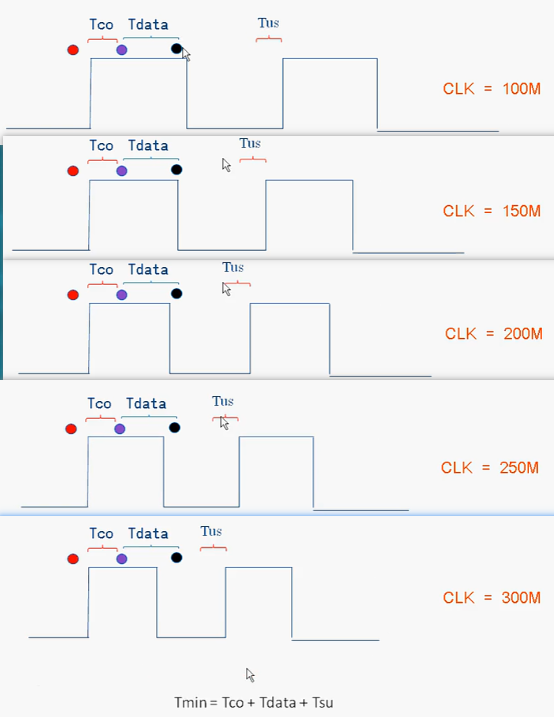 Tco Tdata Tus
CLK = 100M
Tco Tdata Tus
CLK = 150M
Tco Tdata Tus
CLK = 200M
Tco Tdata Tus
CLK = 250M
Tco Tdata Tus
CLK = 300M
Tmin = Tco + Tdata + Tsu